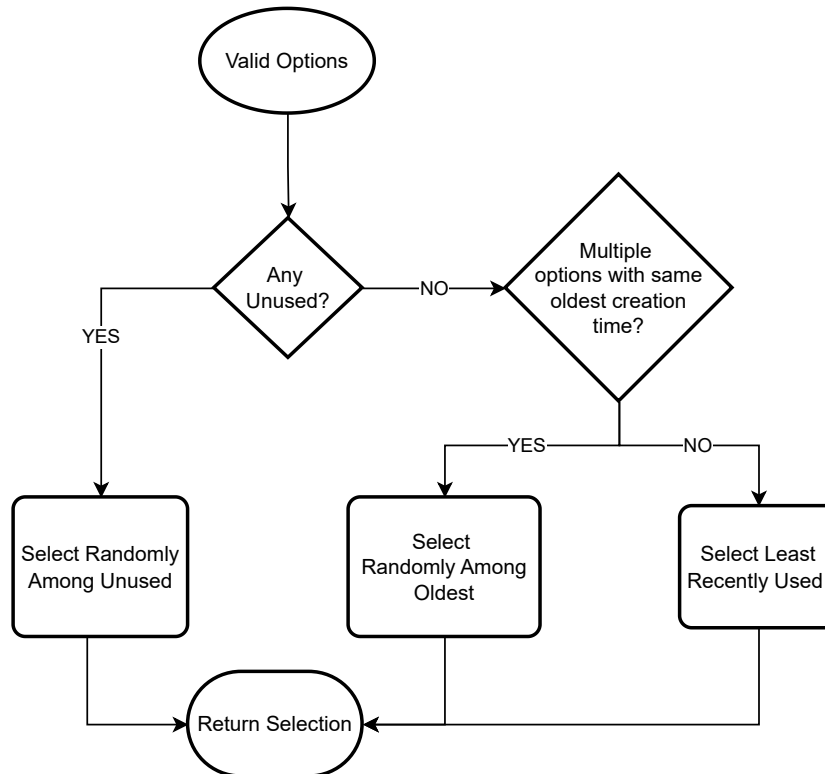 Valid Options
Any
Unused?
NO
Multiple
options with same
oldest creation
time?
YES
YES
NO
Select Randomly
Among Unused
Select
Randomly Among
Oldest
Select Least
Recently Used
Return Selection